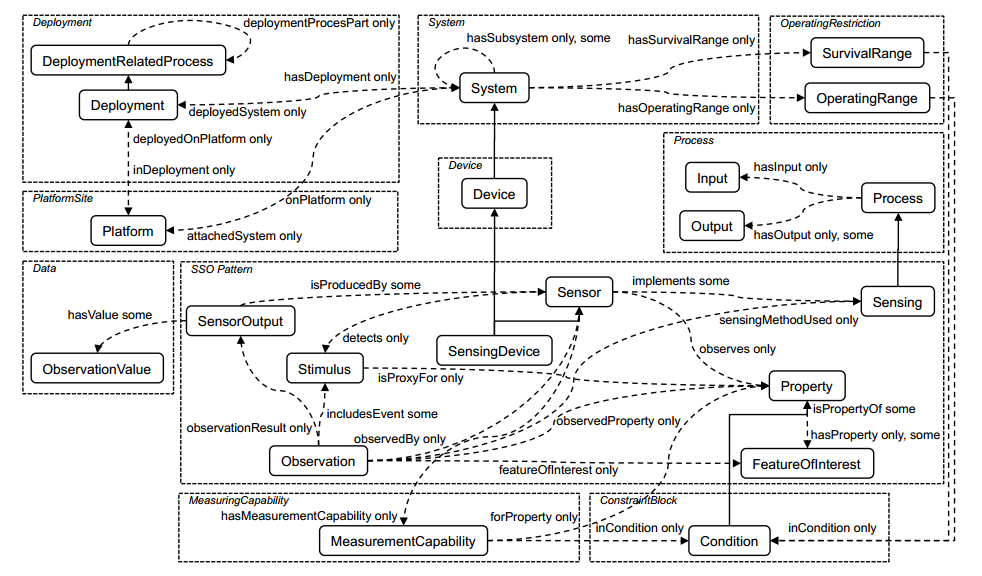 Deployment
deploymentProcesPart only
System
OperatingRestriction
hasSubsystem only, some
hasSurvivalRange only
SurvivalRange
DeploymentRelatedProcess
hasDeployment only
System
OperatingRange
Deployment
deployedSystem only
hasOperatingRange only
deployedOnPlatform only
Process
Device
inDeployment only
hasInput only
Input
Device
Process
PlatformSite
onPlatform only
Platform
attachedSystem only
Output
hasOutput only, some
Data
SSO Pattern
isProducedBy some
Sensor
implements some
Sensing
hasValue some
SensorOutput
sensingMethodUsed only
detects only
SensingDevice
observes only
ObservationValue
Stimulus
isProxyFor only
Property
includesEvent some
isPropertyOf some
observationResult only
observedBy only
observedProperty only
hasProperty only, some
Observation
featureOfInterest only
FeatureOfInterest
MeasuringCapability
ConstraintBlock
hasMeasurementCapability only
forProperty only
inCondition only
inCondition only
MeasurementCapability
Condition